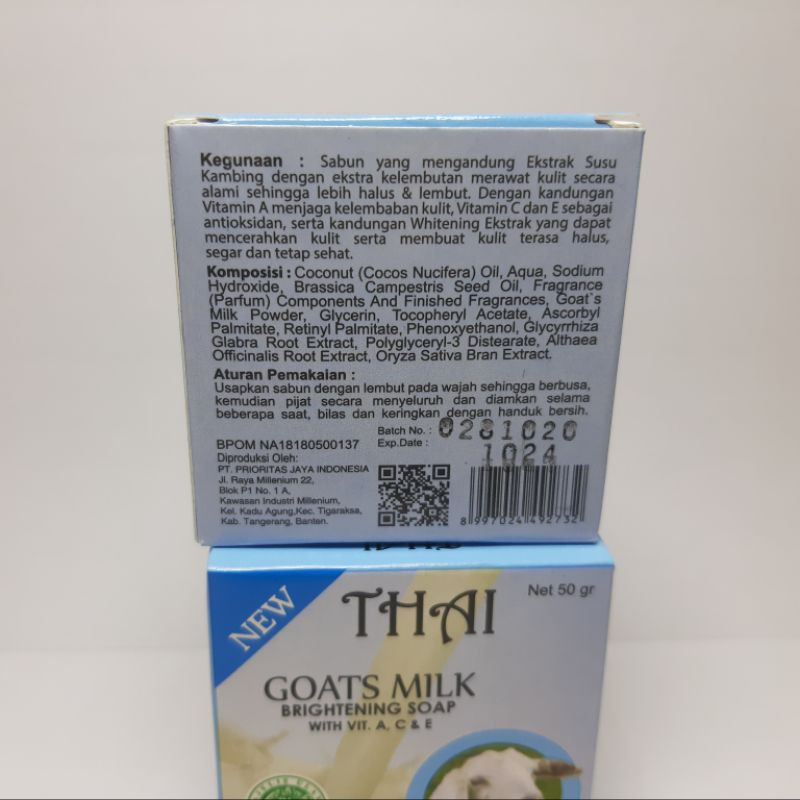 Kegunaan : Sabun yang mengandung Ekstrak Susu
Kambing dengan ekstra kelembutan merawat kulit secara
alami sehingga lebih halus & lembut. Dengan kandungan
Vitamin A menjaga kelembaban kulit, Vitamin C dan E sebagai
antioksidan, serta kandungan Whitening Ekstrak yang dapat
mencerahkan kulit serta membuat kulit terasa halus,
segar dan tetap sehat.
Komposisi : Coconut (Cocos Nucifera) Oil, Aqua, Sodium
Hydroxide, Brassica Campestris Seed Oil, Fragrance
(Parfum) Components And Finished Fragrances, Goat`s
Milk Powder, Glycerin, Tocopheryl Acetate, Ascorbyl
Palmitate, Retinyl Palmitate, Phenoxyethanol, Glycyrrhiza
Glabra Root Extract, Polyglyceryl-3 Distearate, Althaea
Officinalis Root Extract, Oryza Sativa Bran Extract.
Aturan Pemakaian :
Usapkan sabun dengan lembut pada wajah sehingga berbusa,
kemudian pijat secara menyeluruh dan diamkan selama
beberapa saat, bilas dan keringkan dengan handuk bersih.
Batch No. : 0281020
Exp.Date : 1024
BPOM NA18180500137
Diproduksi Oleh:
PT. PRIORITAS JAYA INDONESIA
Jl. Raya Millenium 22,
Blok P1 No. 1 A,
Kawasan Industri Millenium,
Kel. Kadu Agung,Kec. Tigaraksa,
Kab. Tangerang, Banten.
8 997024 492732
NEW
THAI
Net 50 gr
GOATS MILK
BRIGHTENING SOAP
WITH VIT. A, C & E